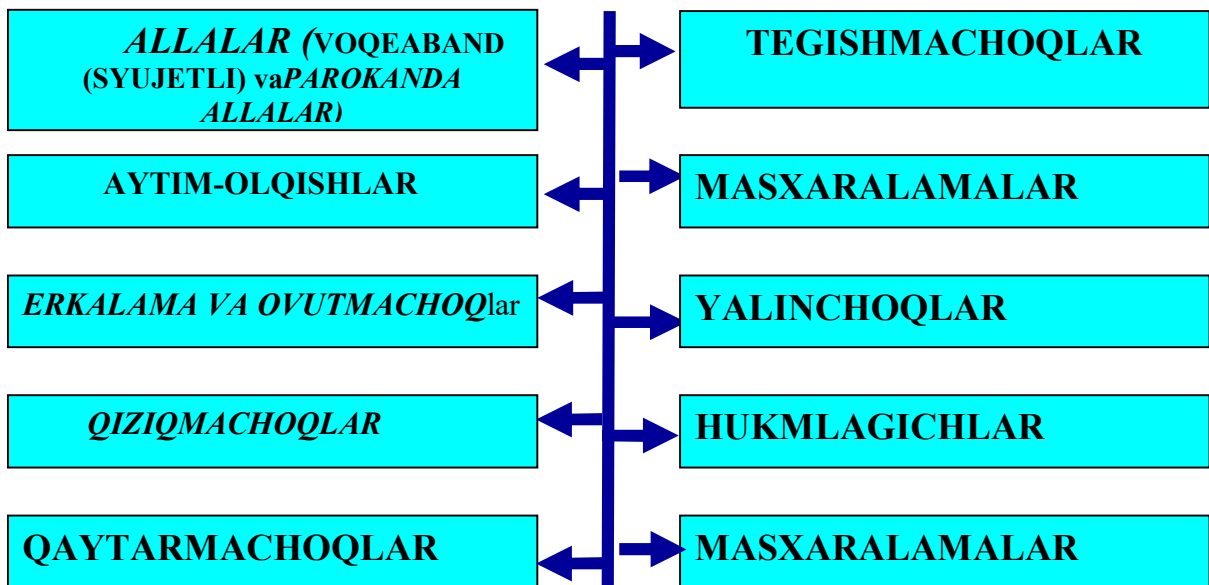 ALLALAR (VOQEABAND
(SYUJETLI) vaPAROKANDA
ALLALAR)
AYTIM-OLQISHLAR
ERKALAMA VA OVUTMACHOQlar
QIZIQMACHOQLAR
QAYTARMACHOQLAR
TEGISHMACHOQLAR
MASXARALAMALAR
YALINCHOQLAR
HUKMLAGICHLAR
MASXARALAMALAR